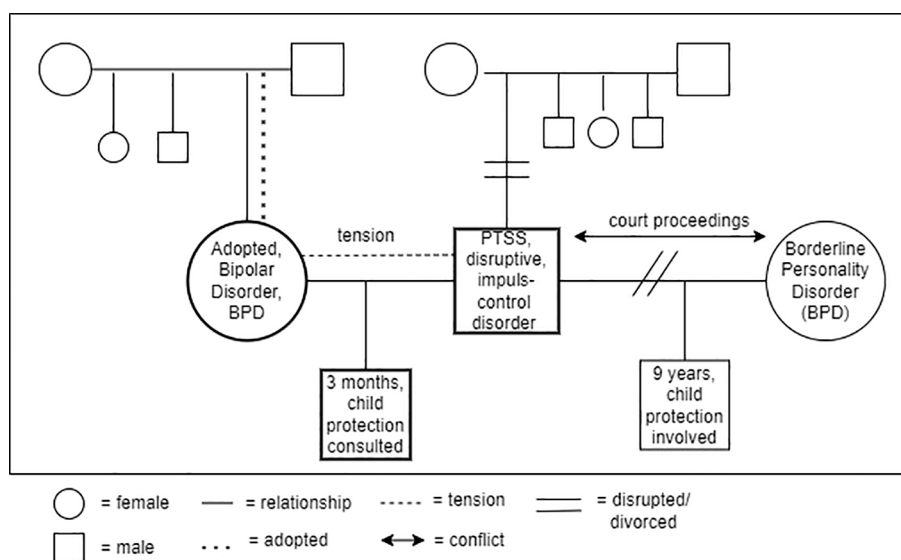 court proceedings
tension
Adopted,
Bipolar
Disorder,
BPD
PTSS,
disruptive,
impuls-
control
disorder
Borderline
Personality
Disorder
(BPD)
3 months,
child
protection
consulted
9 years,
child
protection
involved
= female
= relationship
= tension
= disrupted/
divorced
= male
= adopted
= conflict